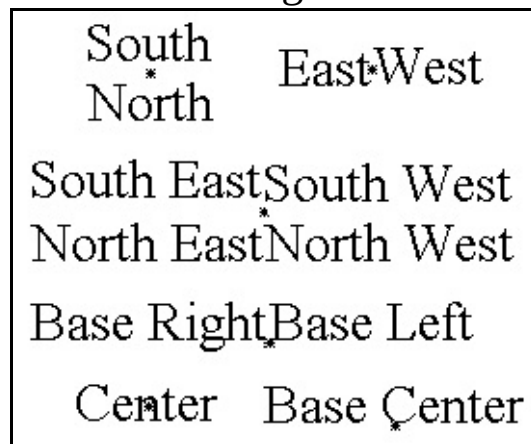 South
North
East*West
South East South West
*
North East North West
Base Right*Base Left
Center Base Center